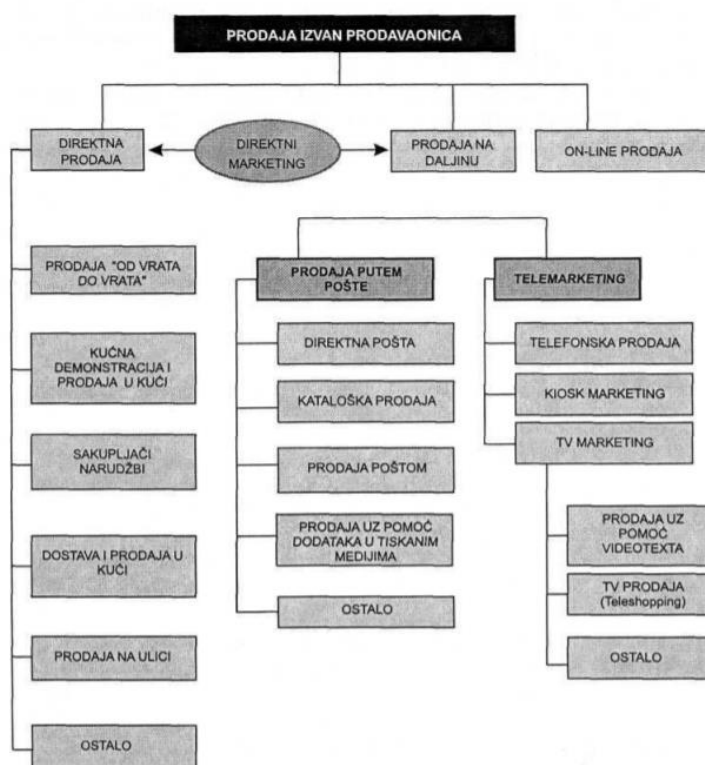 PRODAJA IZVAN PRODAVAONICA
DIREKTNA
PRODAJA
DIREKTNI
MARKETING
PRODAJA NA
DALJINU
ON-LINE PRODAJA
PRODAJA "OD VRATA
DO VRATA"
KUĆNA
DEMONSTRACIJA I
PRODAJA U KUĆI
SAKUPLJAČI
NARUDŽBI
DOSTAVA I PRODAJA U
KUĆI
PRODAJA NA ULICI
OSTALO
PRODAJA PUTEM
POŠTE
DIREKTNA POŠTA
KATALOŠKA PRODAJA
PRODAJA POŠTOM
PRODAJA UZ POMOĆ
DODATAKA U TISKANIM
MEDIJIMA
OSTALO
TELEMARKETING
TELEFONSKA PRODAJA
KIOSK MARKETING
TV MARKETING
PRODAJA UZ
POMOĆ
VIDEOTEXTA
TV PRODAJA
(Teleshopping)
OSTALO